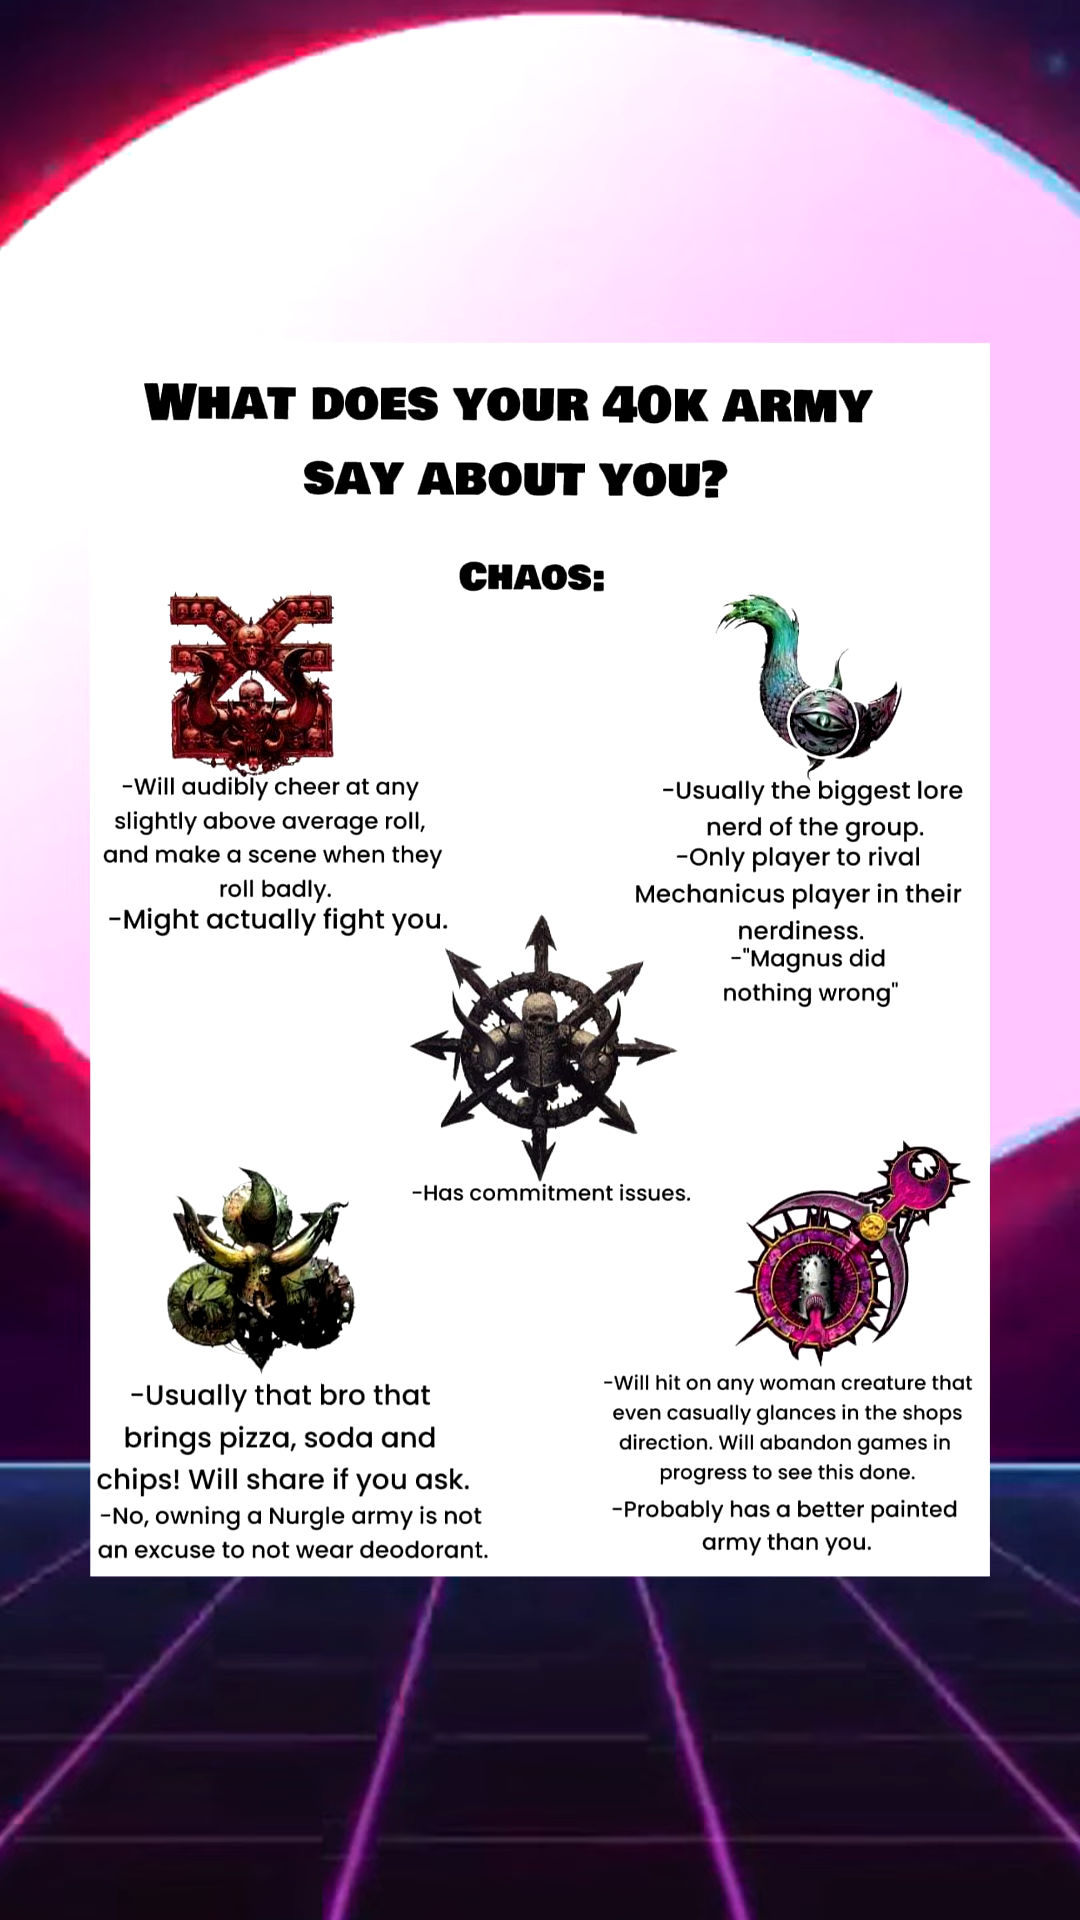 What does your 40k army
say about you?
Chaos:
-Will audibly cheer at any
slightly above average roll,
and make a scene when they
roll badly.
-Might actually fight you.
-Usually the biggest lore
nerd of the group.
-Only player to rival
Mechanicus player in their
nerdiness.
-"Magnus did
nothing wrong"
-Has commitment issues.
-Usually that bro that
brings pizza, soda and
chips! Will share if you ask.
-No, owning a Nurgle army is not
an excuse to not wear deodorant.
-Will hit on any woman creature that
even casually glances in the shops
direction. Will abandon games in
progress to see this done.
-Probably has a better painted
army than you.